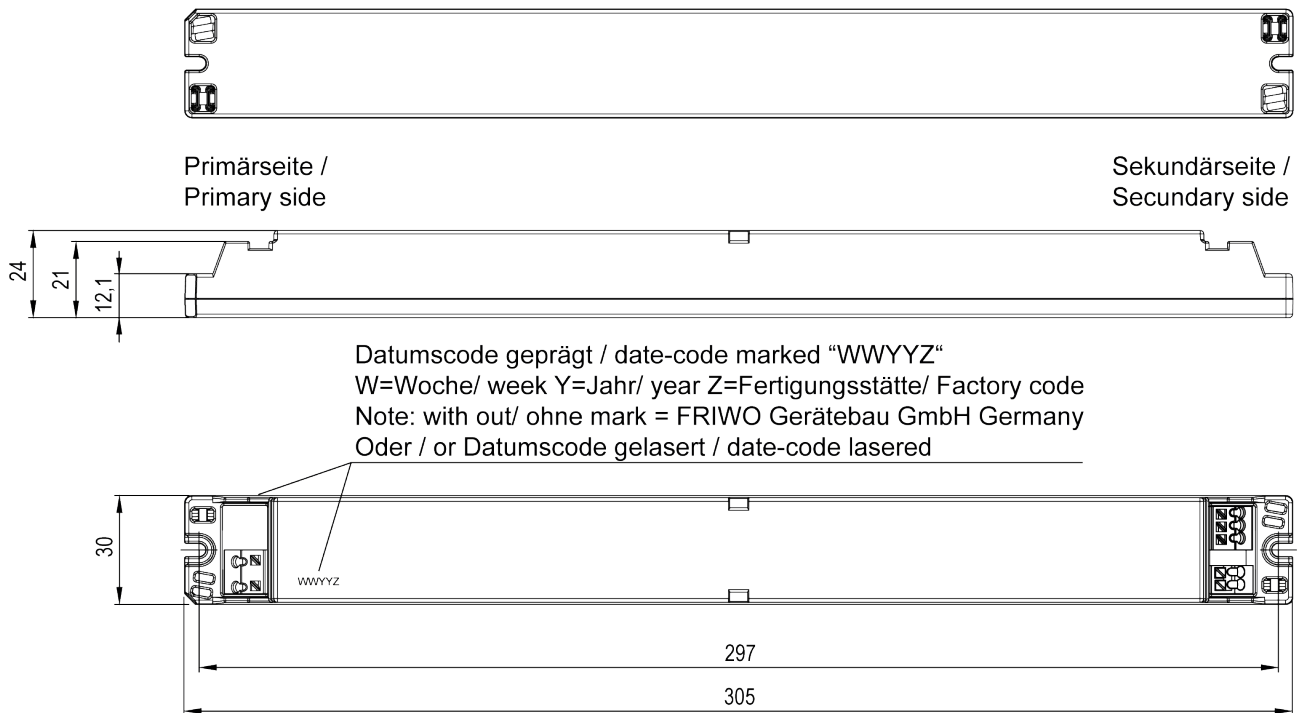 Primärseite /
Primary side
Sekundärseite /
Secundary side
24
21
12,1
Datumscode geprägt / date-code marked “WWYYZ“
W=Woche/ week Y=Jahr/ year Z=Fertigungsstätte/ Factory code
Note: with out/ ohne mark = FRIWO Gerätebau GmbH Germany
Oder / or Datumscode gelasert / date-code lasered
30
WWYYZ
297
305